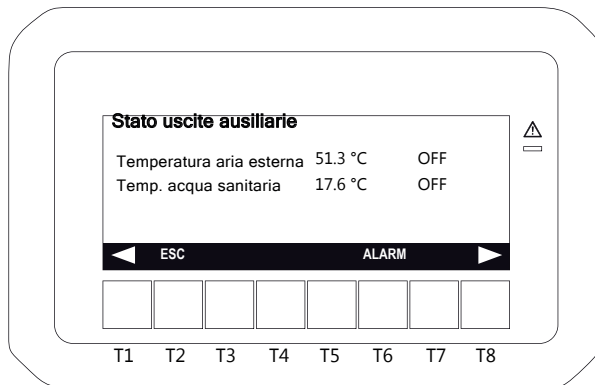 Stato uscite ausiliarie
Temperatura aria esterna 51.3 °C OFF
Temp. acqua sanitaria 17.6 °C OFF
ESC ALARM
T1 T2 T3 T4 T5 T6 T7 T8